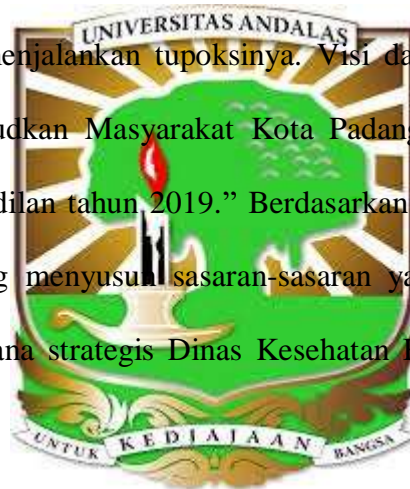 UNIVERSITAS ANDALAS
menjalankan tupoksinya. Visi da
udkan Masyarakat Kota Padang
dilan tahun 2019.” Berdasarkan
g menyusun sasaran-sasaran ya
ana strategis Dinas Kesehatan
UNTUK KEDJAJAAN BANGSA